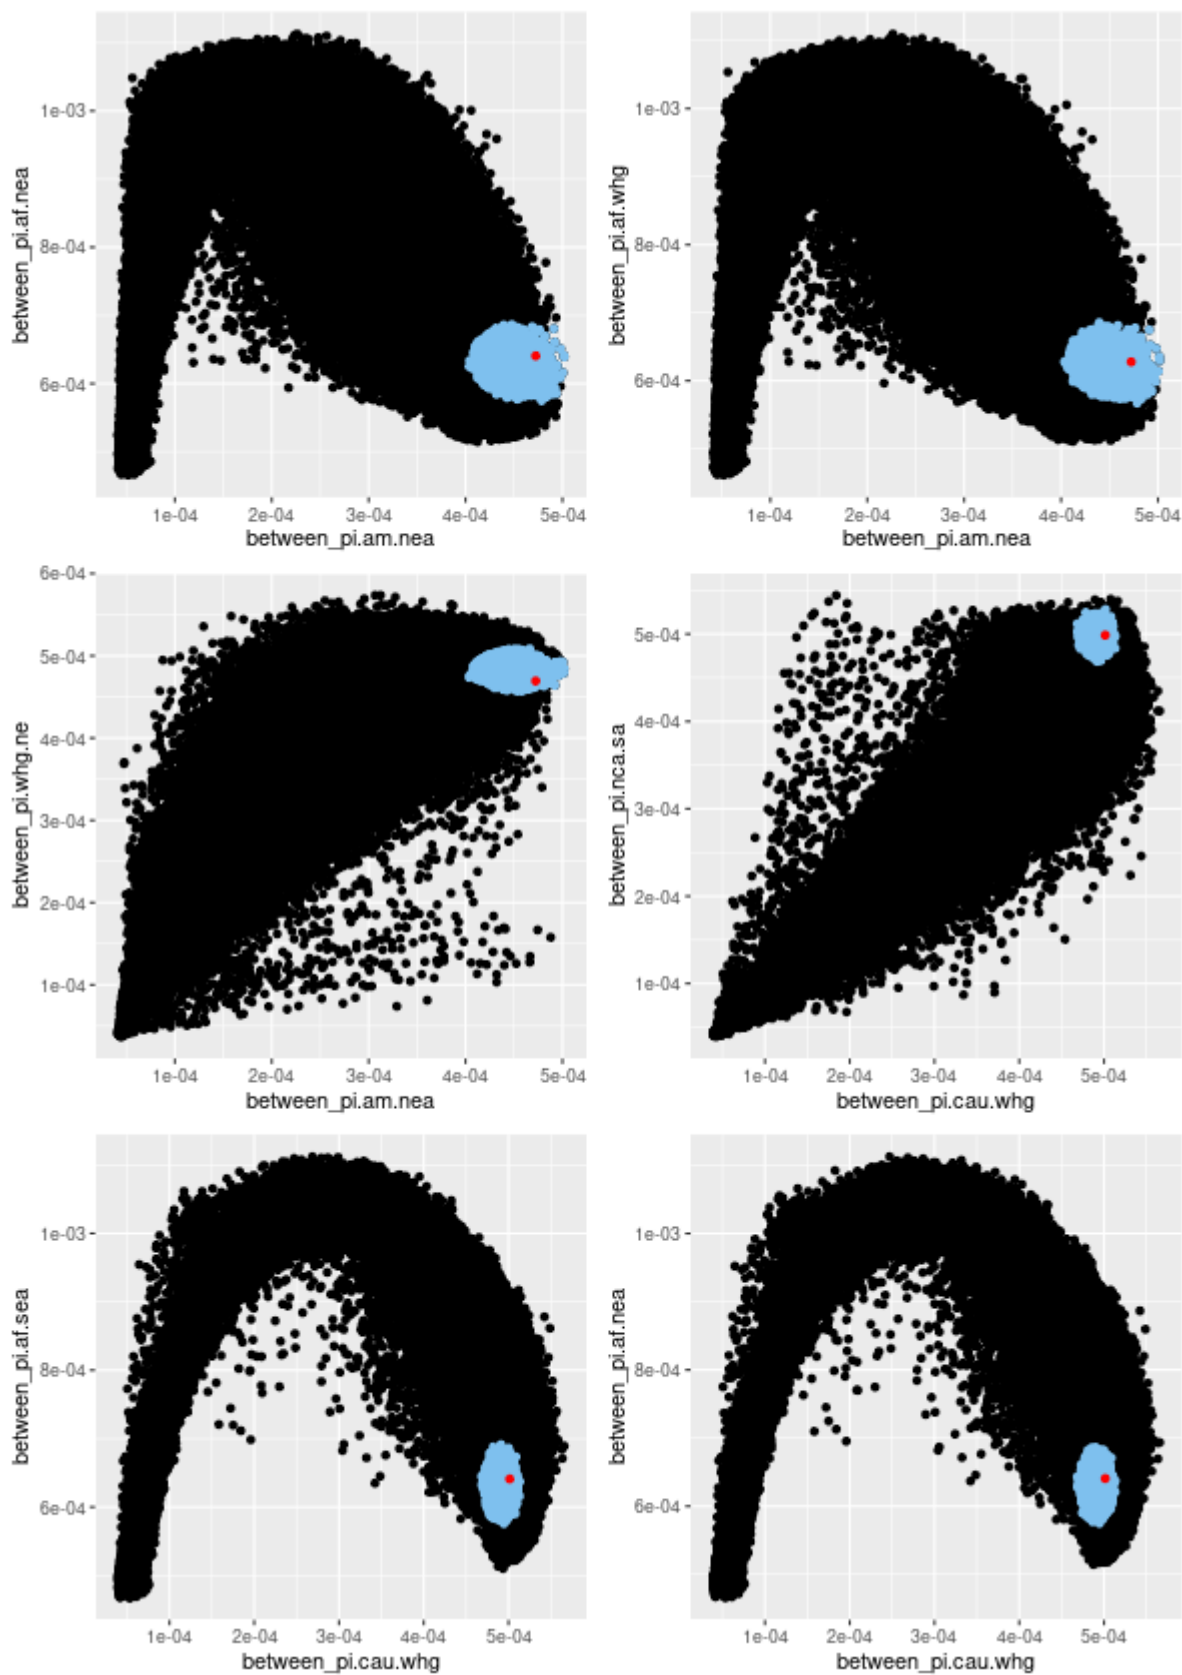 between_pi.af.nea
1e-03
8e-04
6e-04
1e-04 2e-04 3e-04 4e-04 5e-04
between_pi.am.nea
between_pi.af.whg
1e-03
8e-04
6e-04
1e-04 2e-04 3e-04 4e-04 5e-04
between_pi.am.nea
between_pi.whg.ne
6e-04
5e-04
4e-04
3e-04
2e-04
1e-04
1e-04 2e-04 3e-04 4e-04 5e-04
between_pi.am.nea
between_pi.nca.sa
5e-04
4e-04
3e-04
1e-04
1e-04 2e-04 3e-04 4e-04 5e-04
between_pi.cau.whg
between_pi.af.sea
1e-03
8e-04
6e-04
1e-04 2e-04 3e-04 4e-04 5e-04
between_pi.cau.whg
between_pi.af.nea
1e-03
8e-04
6e-04
1e-04 2e-04 3e-04 4e-04 5e-04
between_pi.cau.whg